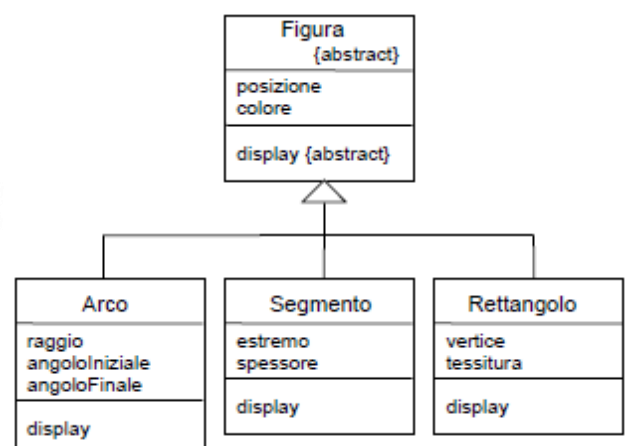 Figura
{abstract}
posizione
colore
display {abstract}
Arco
raggio
angoloIniziale
angoloFinale
display
Segmento
estremo
spessore
display
Rettangolo
vertice
tessitura
display